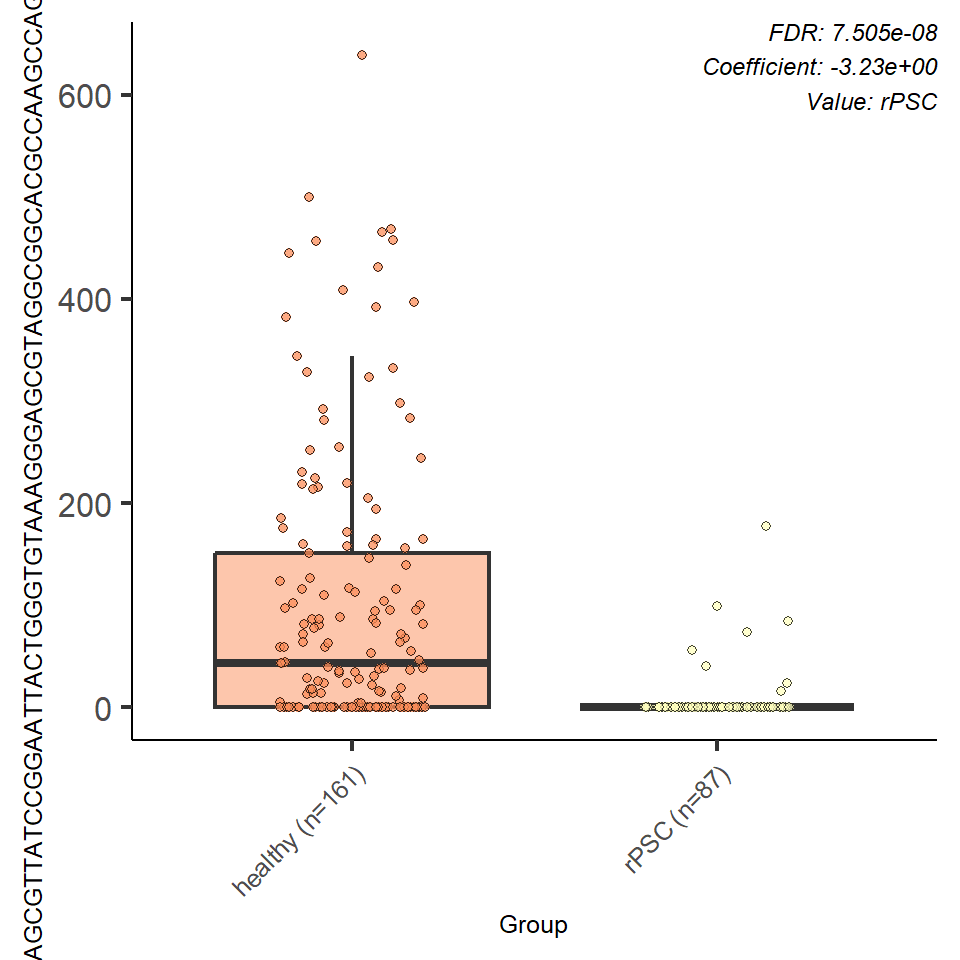 FDR: 7.505e-08
Coefficient: -3.23e+00
Value: rPSC
AGCGTTATCCGGAATTACTGGGTGTAAAGGGAGCGTAGGCGGCACGCCAAGCCAG
600
400
200
0
healthy (n=161)
rPSC (n=87)
Group